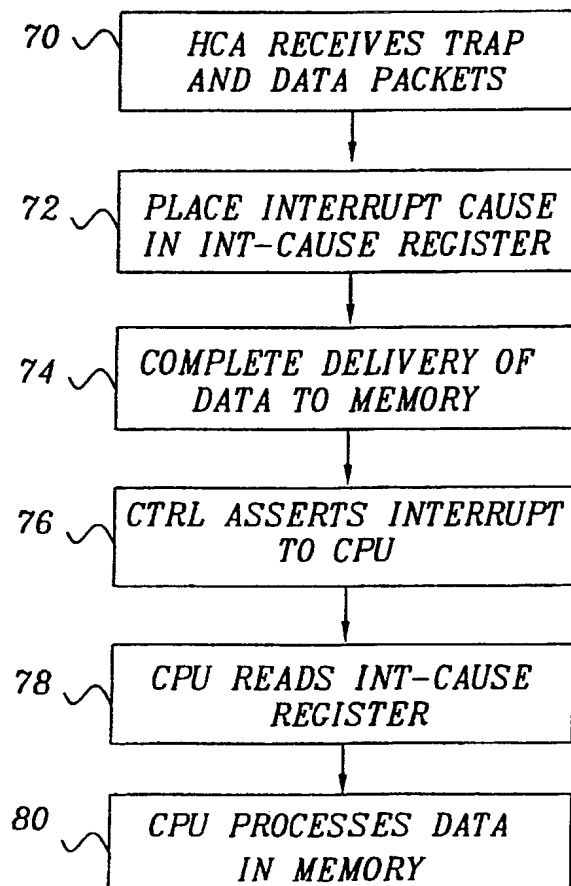 70
HCA RECEIVES TRAP
AND DATA PACKETS
72
PLACE INTERRUPT CAUSE
IN INT-CAUSE REGISTER
74
COMPLETE DELIVERY OF
DATA TO MEMORY
76
CTRL ASSERTS INTERRUPT
TO CPU
78
CPU READS INT-CAUSE
REGISTER
80
CPU PROCESSES DATA
IN MEMORY